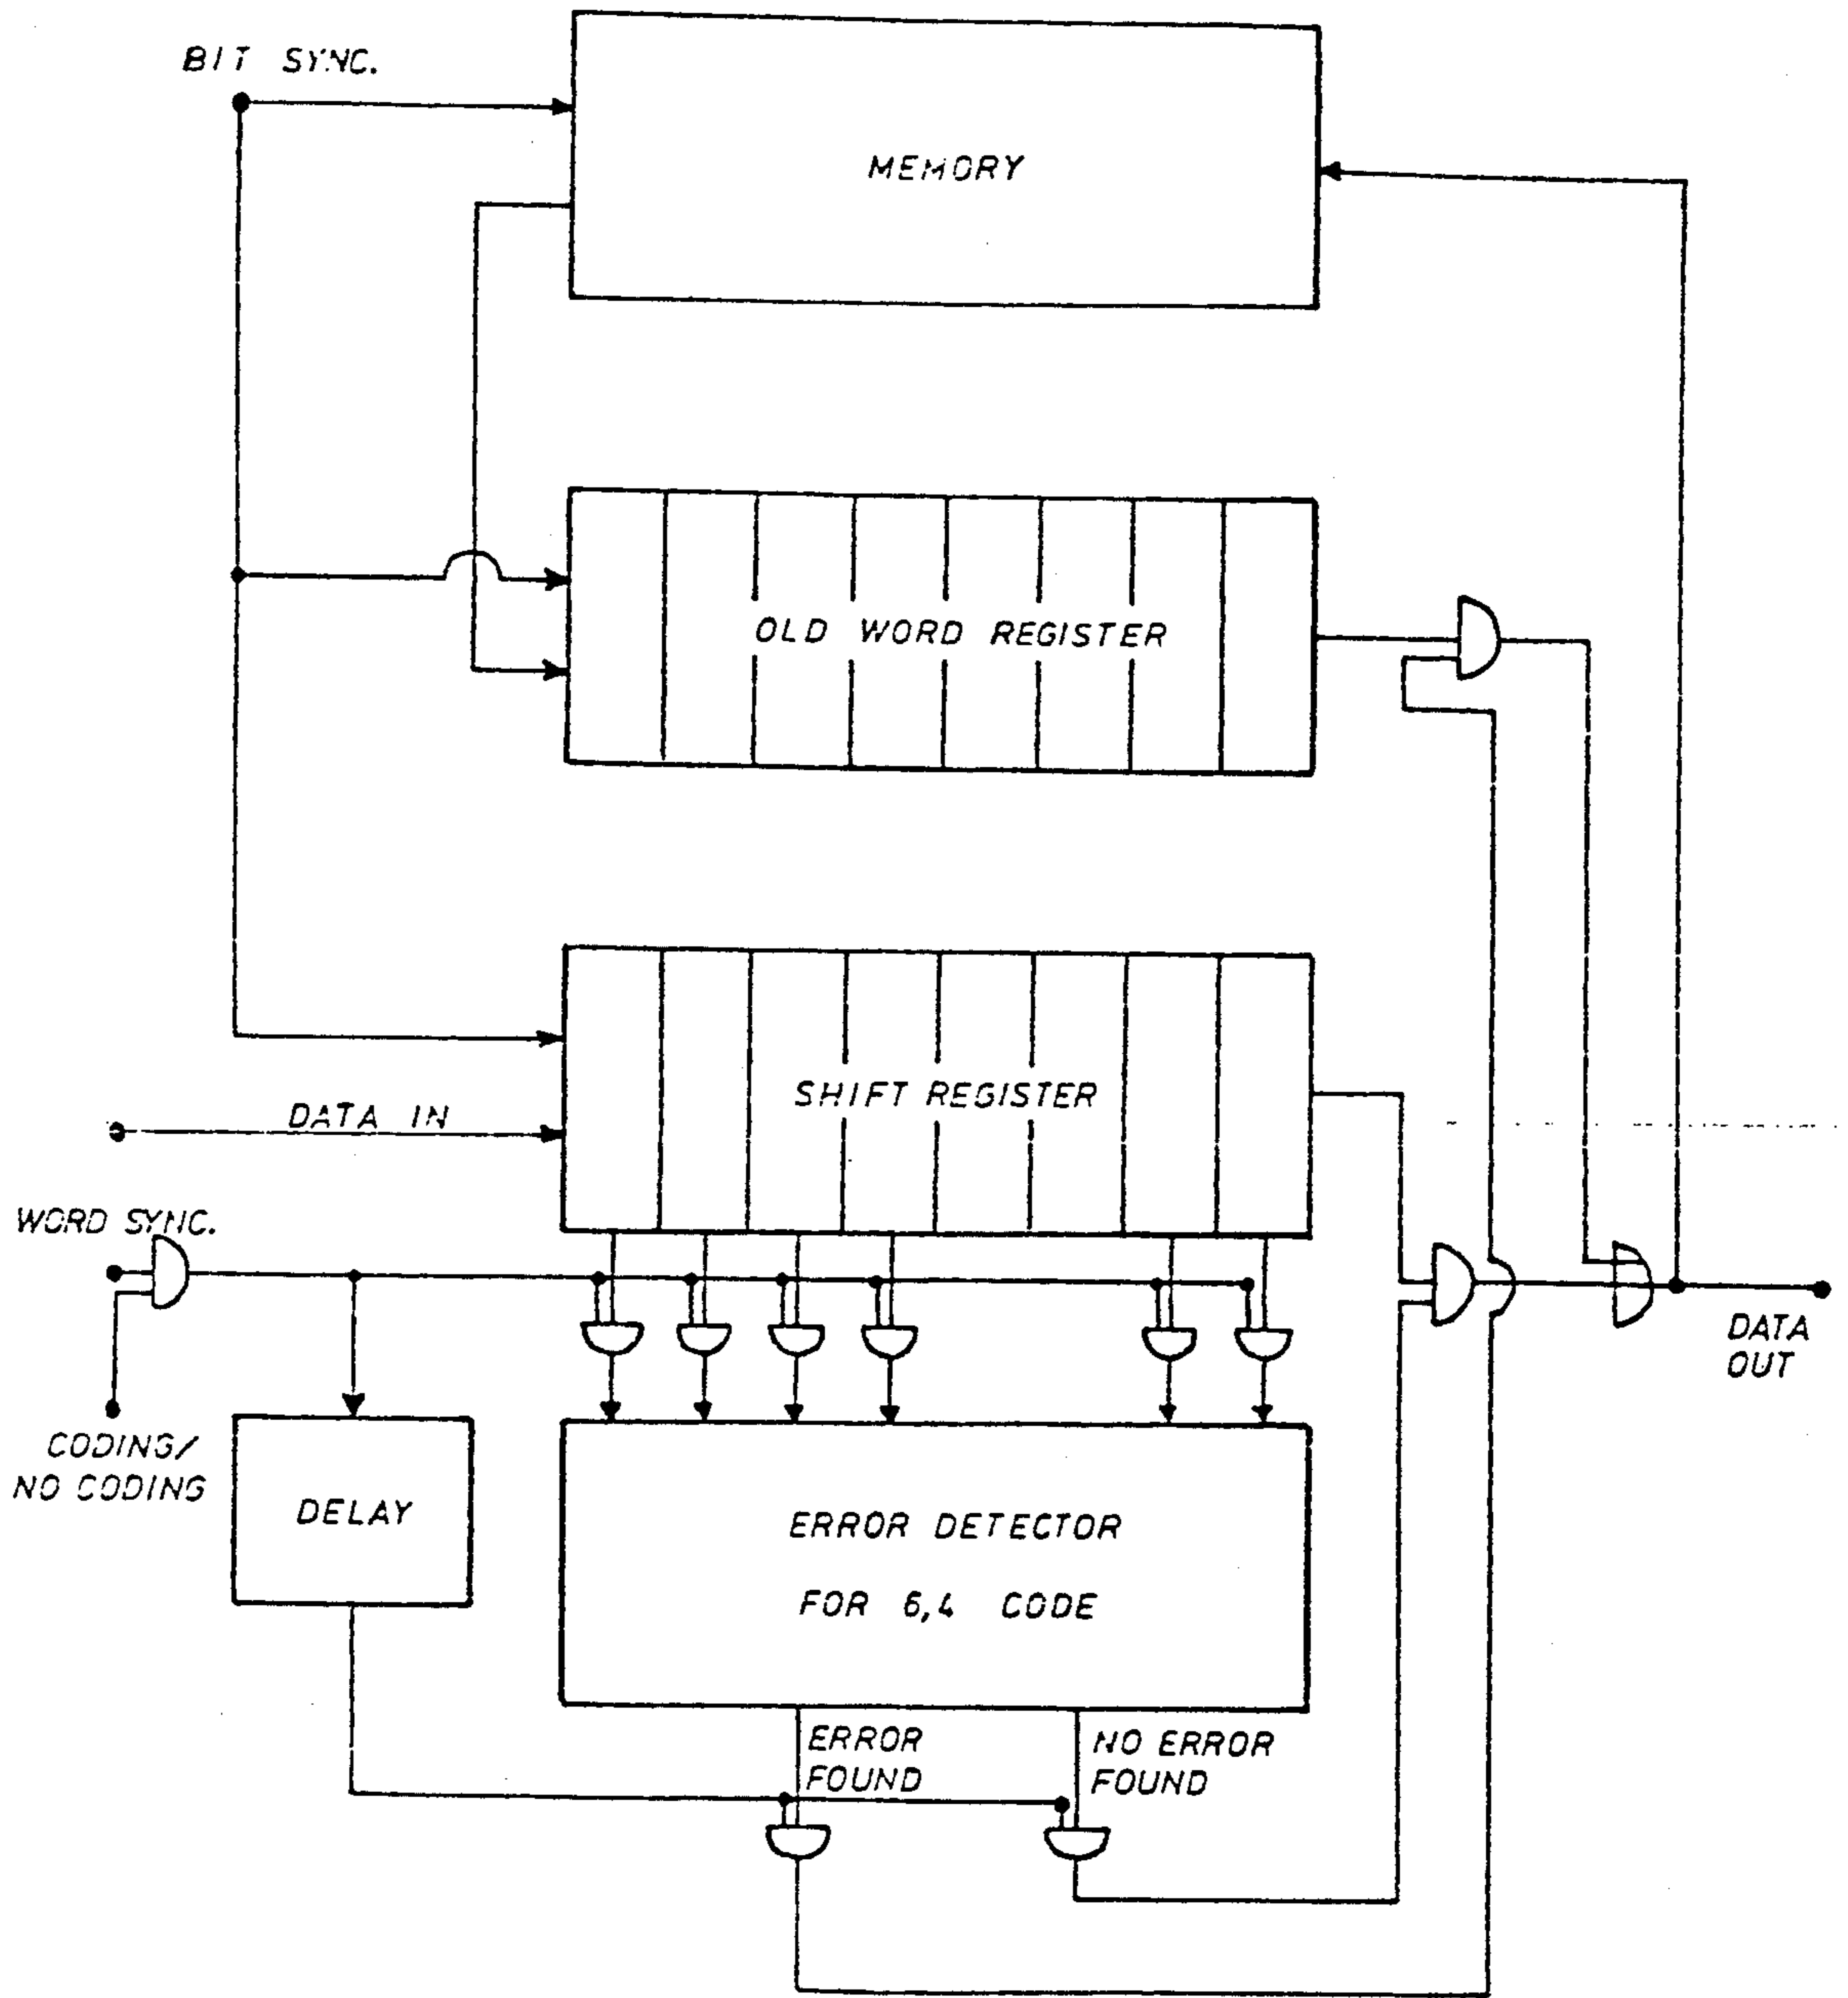 BIT SYNC.
MEMORY
OLD WORD REGISTER
SHIFT REGISTER
DATA IN
WORD SYNC.
DATA
OUT
CODING/
NO CODING
DELAY
ERROR DETECTOR
FOR 6,4 CODE
ERROR
FOUND
NO ERROR
FOUND